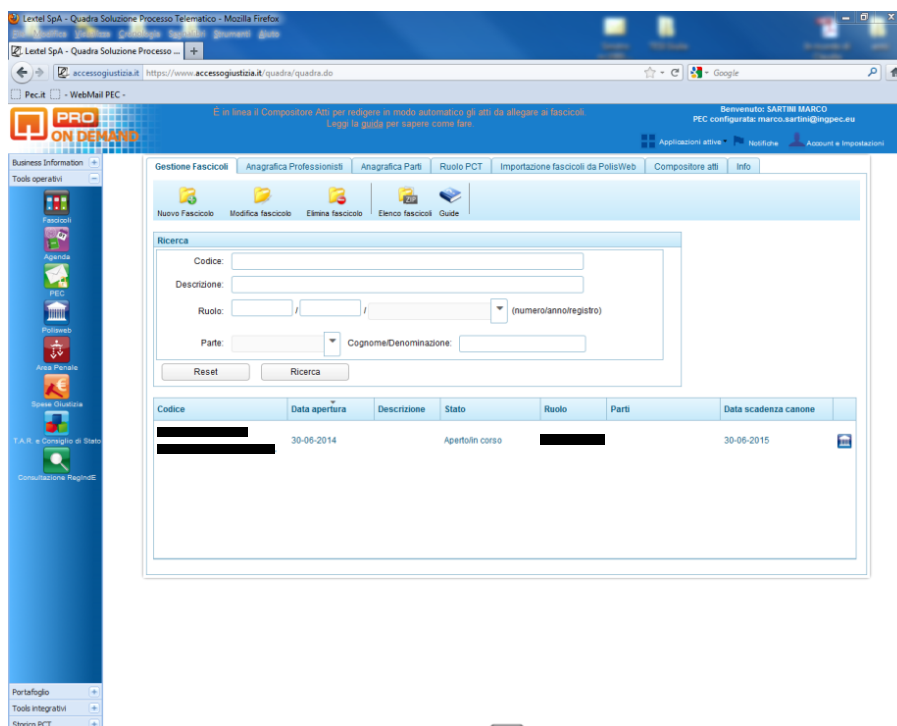 Lextel SpA - Quadra Soluzione Processo Telematico - Mozilla Firefox
Modifica Visualizza Cronologia Segnalibri Strumenti Aiuto
Lextel SpA - Quadra Soluzione Processo ... +
accessogiustizia.it https://www.accessogiustizia.it/quadra/quadra.do Google
Pec.it - WebMail PEC -
PRO
ON DEMAND
È in linea il Compositore Atti per redigere in modo automatico gli atti da allegare ai fascicoli.
Leggi la guida per sapere come fare.
Benvenuto: SARTINI MARCO
PEC configurata: marco.sartini@ingpec.eu
Applicazioni attive Notifiche Account e Impostazioni
Business Information +
Tools operativi -
Fascicoli
Agenda
PEC
Polisweb
Area Penale
Spese Giustizia
T.A.R. e Consiglio di Stato
Consultazione RegIndE
Portafoglio +
Tools integrativi +
Storico PCT +
Gestione Fascicoli Anagrafica Professionisti Anagrafica Parti Ruolo PCT Importazione fascicoli da PolisWeb Compositore atti Info
Nuovo Fascicolo Modifica fascicolo Elimina fascicolo ZIP Elenco fascicoli Guide
Ricerca
Codice:
Descrizione:
Ruolo: / / (numero/anno/registro)
Parte: Cognome/Denominazione:
Reset Ricerca
Codice Data apertura Descrizione Stato Ruolo Parti Data scadenza canone
30-06-2014 Aperto/in corso 30-06-2015